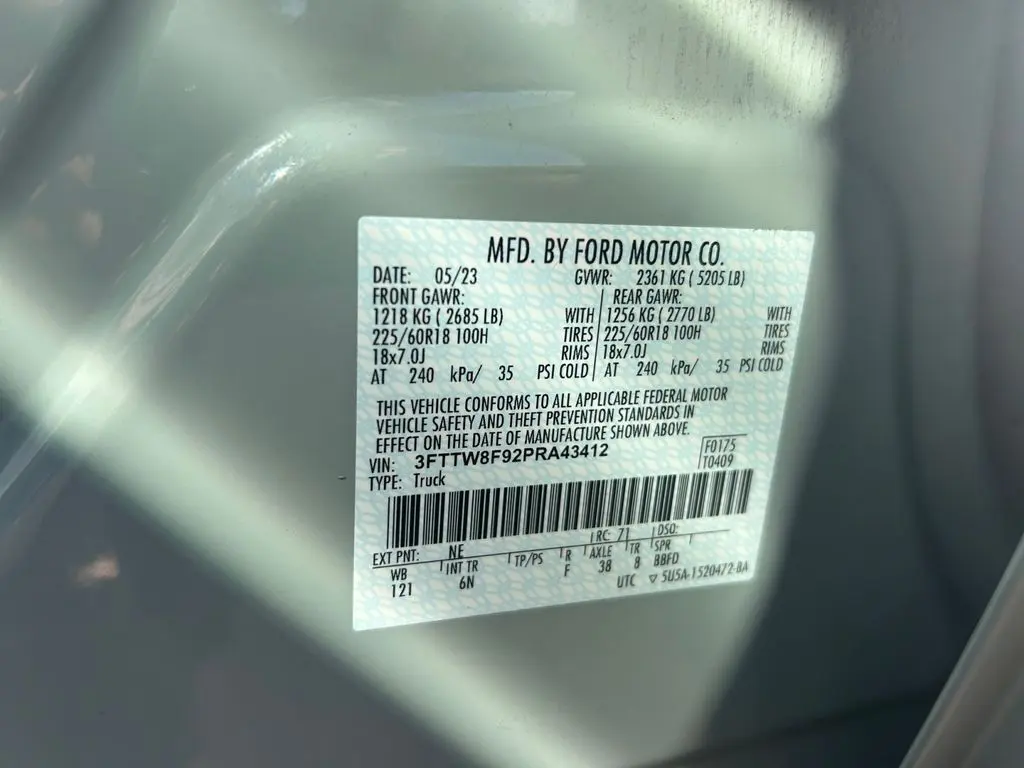 MFD. BY FORD MOTOR CO.
DATE: 05/23 GVWR: 2361 KG ( 5205 LB)
FRONT GAWR: REAR GAWR:
1218 KG ( 2685 LB) WITH 1256 KG ( 2770 LB) WITH
225/60R18 100H TIRES 225/60R18 100H TIRES
18x7.0J RIMS 18x7.0J RIMS
AT 240 kPa/ 35 PSI COLD AT 240 kPa/ 35 PSI COLD
THIS VEHICLE CONFORMS TO ALL APPLICABLE FEDERAL MOTOR
VEHICLE SAFETY AND THEFT PREVENTION STANDARDS IN
EFFECT ON THE DATE OF MANUFACTURE SHOWN ABOVE.
VIN: 3FTTW8F92PRA43412 F0175
TYPE: Truck T0409
EXT PNT: NE RC: 71 DSO:
WB INT TR TP/PS R AXLE TR SPR
121 6N F 38 8 BBFD
UTC ▽ 5U5A-1520472-BA